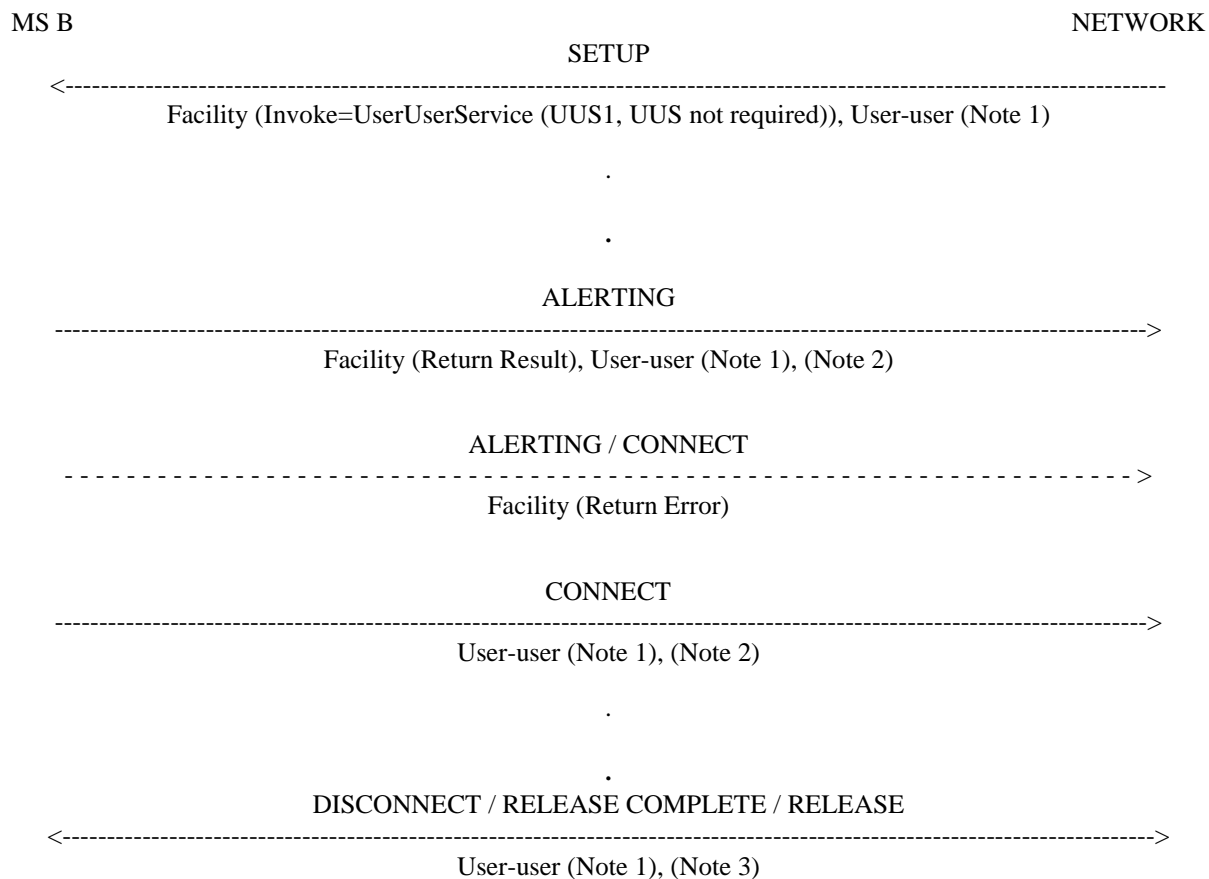 MS B NETWORK
SETUP
<------------------------------------------------------------------------------------------------------------------------------
Facility (Invoke=UserUserService (UUS1, UUS not required)), User-user (Note 1)
.
.
ALERTING
----------------------------------------------------------------------------------------------------------------------------->
Facility (Return Result), User-user (Note 1), (Note 2)
ALERTING / CONNECT
- - - - - - - - - - - - - - - - - - - - - - - - - - - - - - - - - - - - - - - - - - - - - - - - - - - - - - - - - - - - - - - - - - - - - >
Facility (Return Error)
CONNECT
----------------------------------------------------------------------------------------------------------------------------->
User-user (Note 1), (Note 2)
.
.
DISCONNECT / RELEASE COMPLETE / RELEASE
<----------------------------------------------------------------------------------------------------------------------------->
User-user (Note 1), (Note 3)